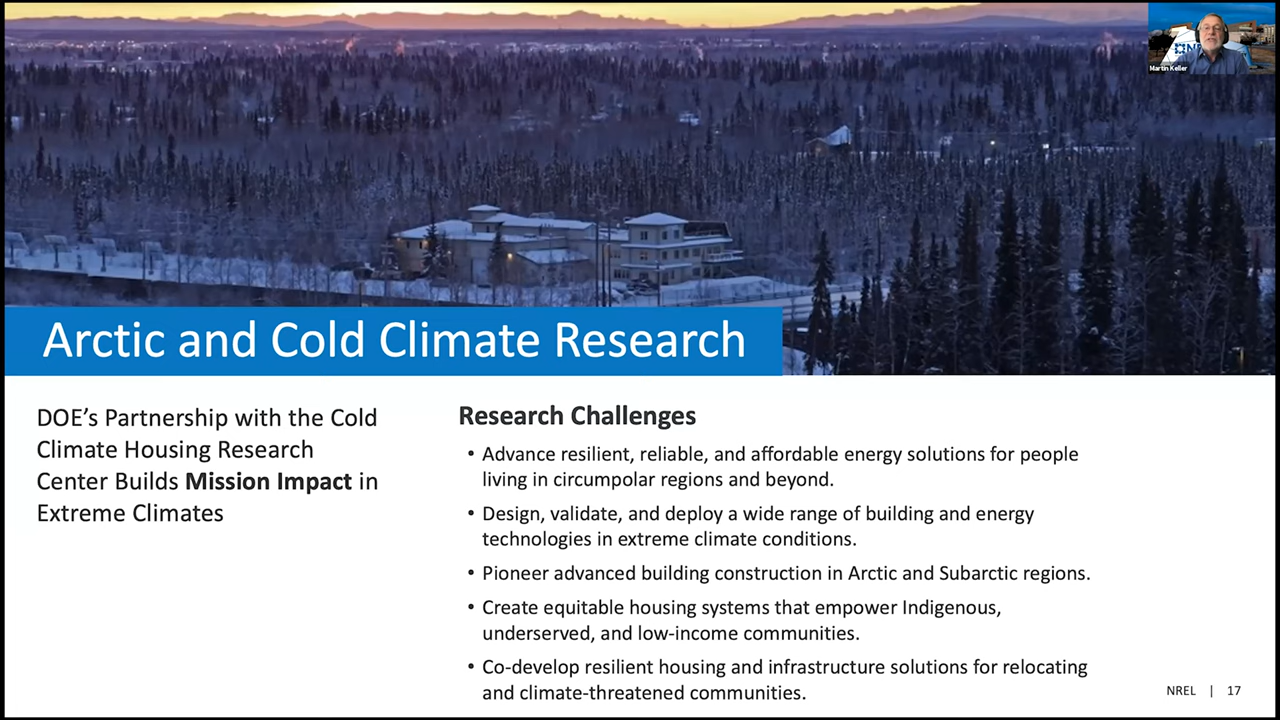 Martin Keller
Arctic and Cold Climate Research
DOE’s Partnership with the Cold
Climate Housing Research
Center Builds Mission Impact in
Extreme Climates
Research Challenges
• Advance resilient, reliable, and affordable energy solutions for people
living in circumpolar regions and beyond.
• Design, validate, and deploy a wide range of building and energy
technologies in extreme climate conditions.
• Pioneer advanced building construction in Arctic and Subarctic regions.
• Create equitable housing systems that empower Indigenous,
underserved, and low-income communities.
• Co-develop resilient housing and infrastructure solutions for relocating
and climate-threatened communities.
NREL | 17